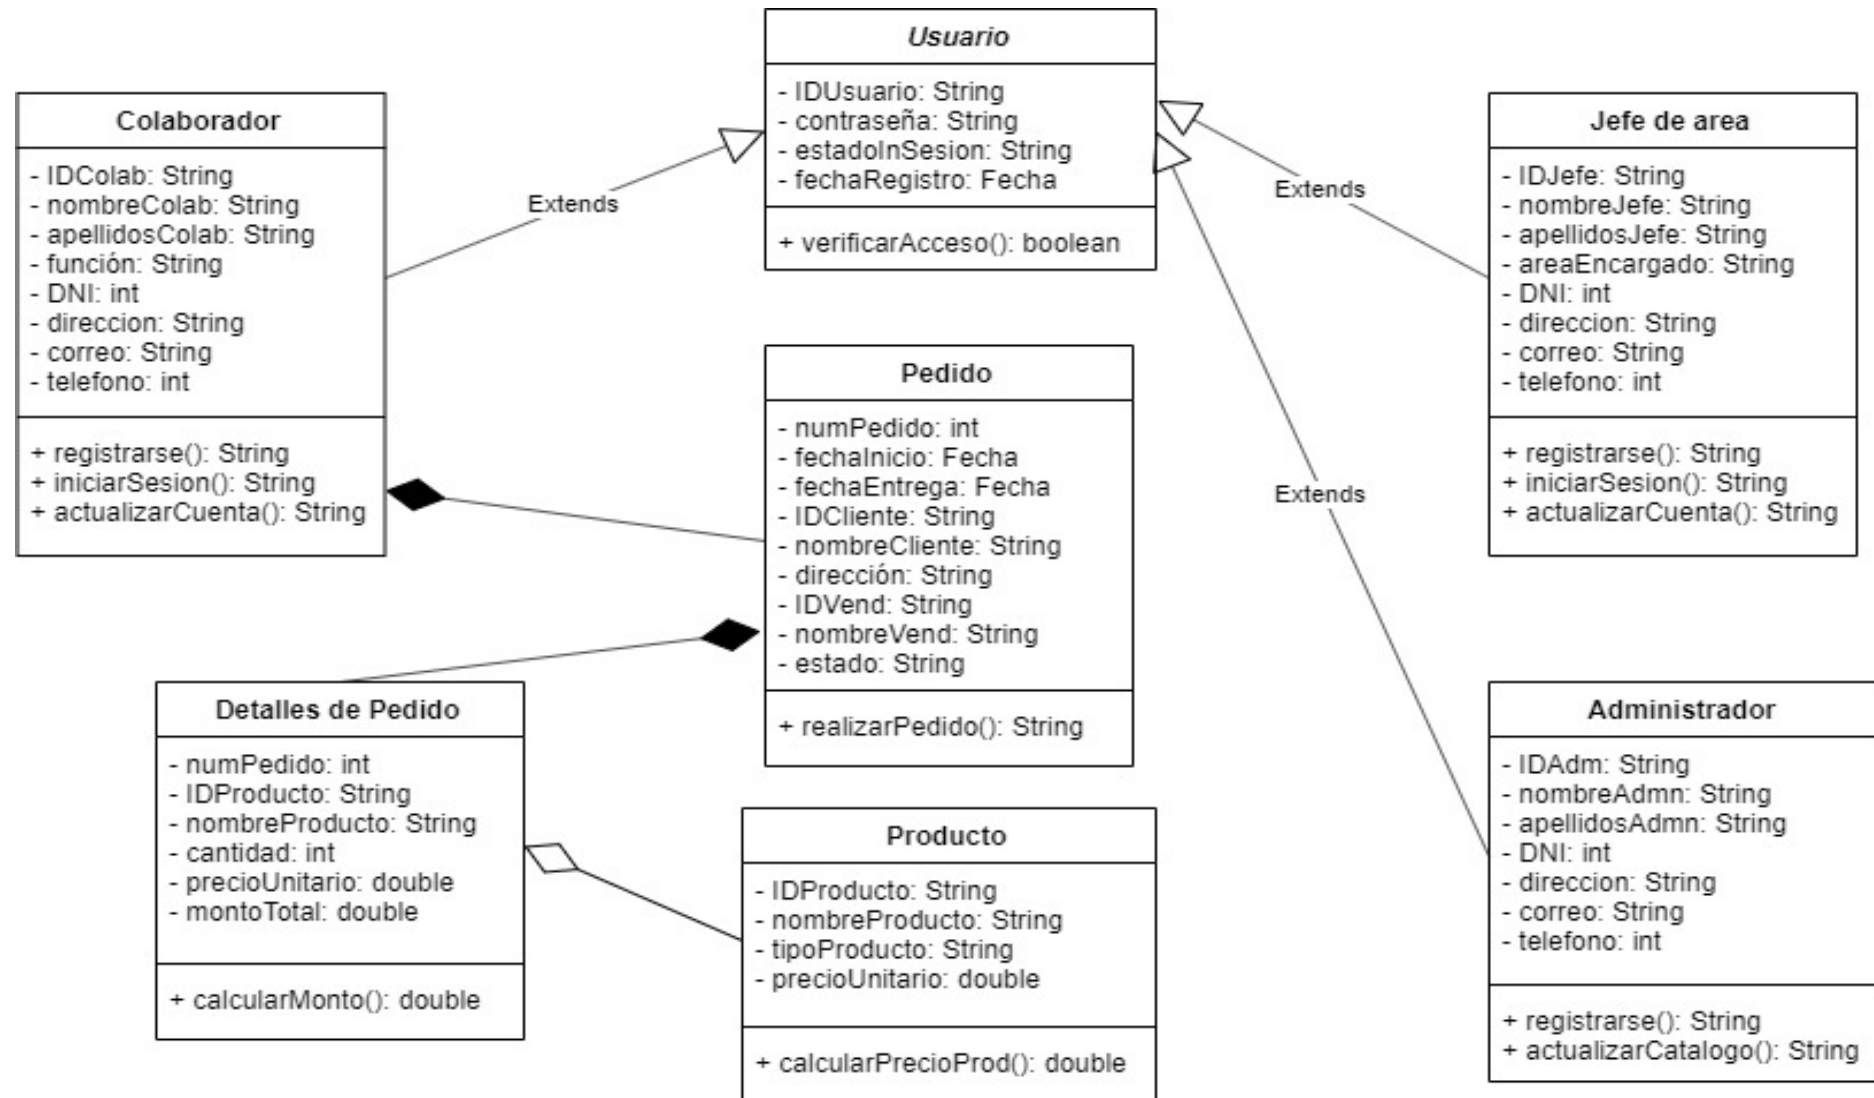 Usuario
- IDUsuario: String
- contraseña: String
- estadoInSesion: String
- fechaRegistro: Fecha
+ verificarAcceso(): boolean
Colaborador
- IDColab: String
- nombreColab: String
- apellidosColab: String
- función: String
- DNI: int
- direccion: String
- correo: String
- telefono: int
+ registrarse(): String
+ iniciarSesion(): String
+ actualizarCuenta(): String
Extends
Extends
Extends
Jefe de area
- IDJefe: String
- nombreJefe: String
- apellidosJefe: String
- areaEncargado: String
- DNI: int
- direccion: String
- correo: String
- telefono: int
+ registrarse(): String
+ iniciarSesion(): String
+ actualizarCuenta(): String
Pedido
- numPedido: int
- fechaInicio: Fecha
- fechaEntrega: Fecha
- IDCliente: String
- nombreCliente: String
- dirección: String
- IDVend: String
- nombreVend: String
- estado: String
+ realizarPedido(): String
Detalles de Pedido
- numPedido: int
- IDProducto: String
- nombreProducto: String
- cantidad: int
- precioUnitario: double
- montoTotal: double
+ calcularMonto(): double
Producto
- IDProducto: String
- nombreProducto: String
- tipoProducto: String
- precioUnitario: double
+ calcularPrecioProd(): double
Administrador
- IDAdm: String
- nombreAdmn: String
- apellidosAdmn: String
- DNI: int
- direccion: String
- correo: String
- telefono: int
+ registrarse(): String
+ actualizarCatalogo(): String